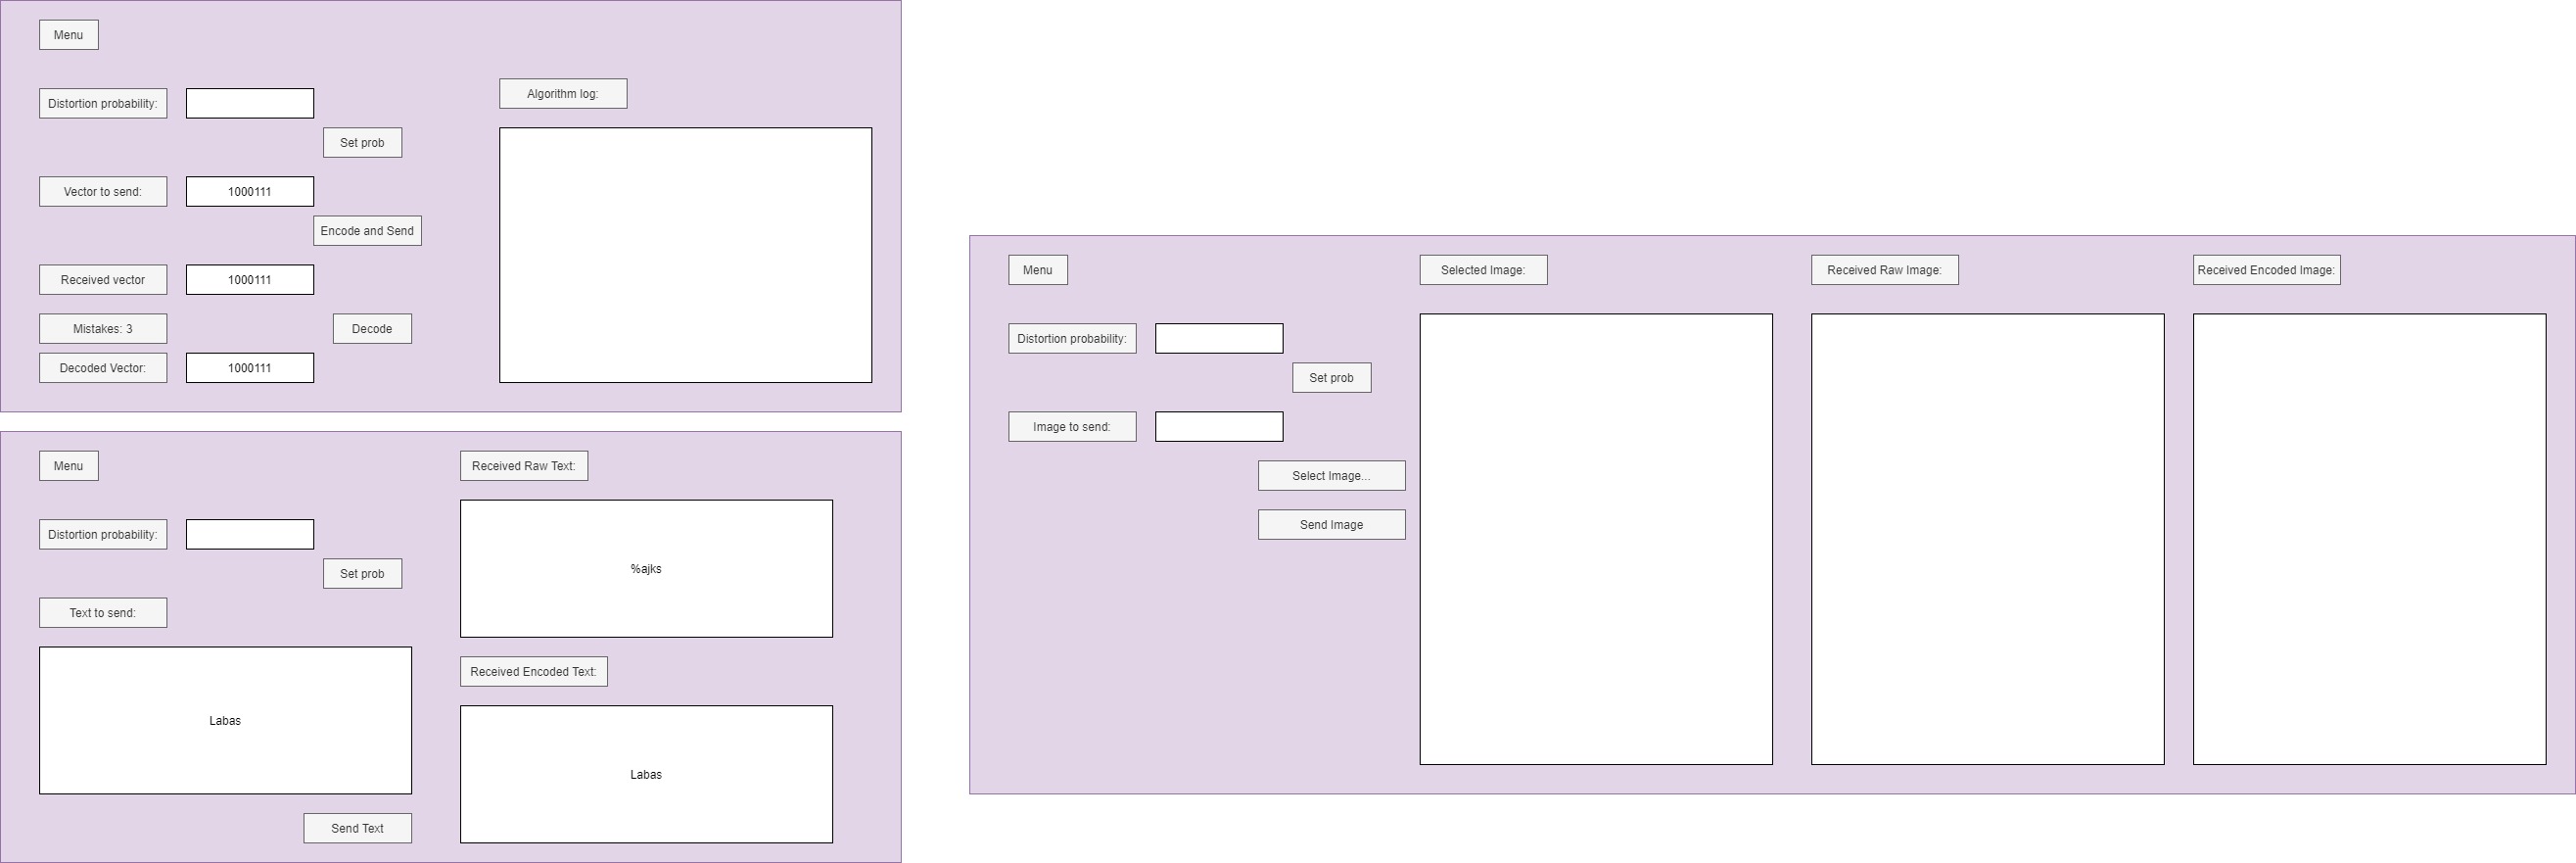 Menu
Distortion probability:
Set prob
Vector to send:
1000111
Encode and Send
Received vector
1000111
Mistakes: 3
Decode
Decoded Vector:
1000111
Algorithm log:
Menu
Distortion probability:
Set prob
Text to send:
Labas
Send Text
Received Raw Text:
%ajks
Received Encoded Text:
Labas
Menu
Distortion probability:
Set prob
Image to send:
Select Image...
Send Image
Selected Image:
Received Raw Image:
Received Encoded Image: